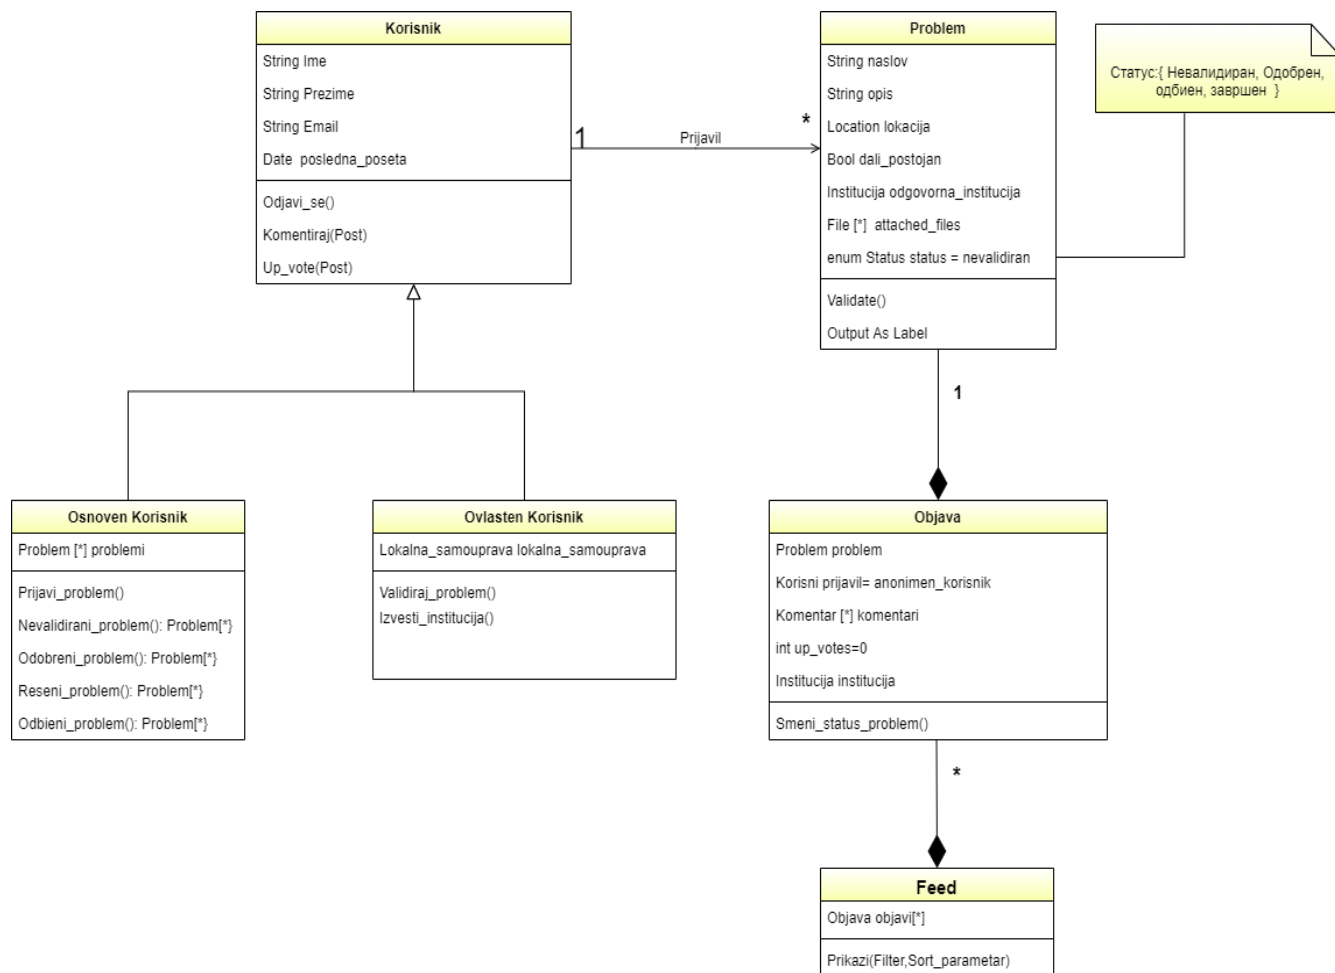 Korisnik
String Ime
String Prezime
String Email
Date  posledna_poseta
Odjavi_se()
Komentiraj(Post)
Up_vote(Post)
1
Prijavil
*
Problem
String naslov
String opis
Location lokacija
Bool dali_postojan
Institucija odgovorna_institucija
File [*]  attached_files
enum Status status = nevalidiran
Validate()
Output As Label
Статус:{ Невалидиран, Одобрен,
одбиен, завршен  }
1
Osnoven Korisnik
Problem [*] problemi
Prijavi_problem()
Nevalidirani_problem(): Problem[*}
Odobreni_problem(): Problem[*}
Reseni_problem(): Problem[*}
Odbieni_problem(): Problem[*}
Ovlasten Korisnik
Lokalna_samouprava lokalna_samouprava
Validiraj_problem()
Izvesti_institucija()
Objava
Problem problem
Korisni prijavil= anonimen_korisnik
Komentar [*] komentari
int up_votes=0
Institucija institucija
Smeni_status_problem()
*
Feed
Objava objavi[*]
Prikazi(Filter,Sort_parametar)